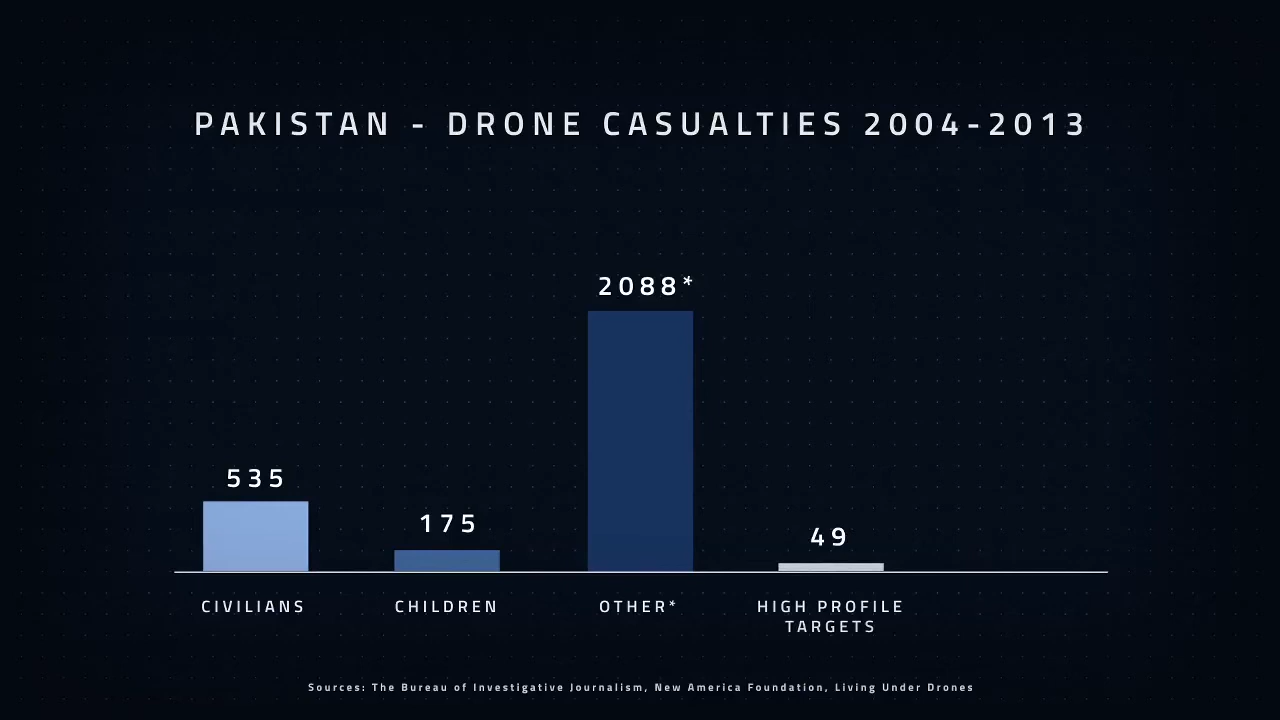 PAKISTAN - DRONE CASUALTIES 2004-2013
2088*
535
175
49
CIVILIANS
CHILDREN
OTHER*
HIGH PROFILE
TARGETS
Sources: The Bureau of Investigative Journalism, New America Foundation, Living Under Drones